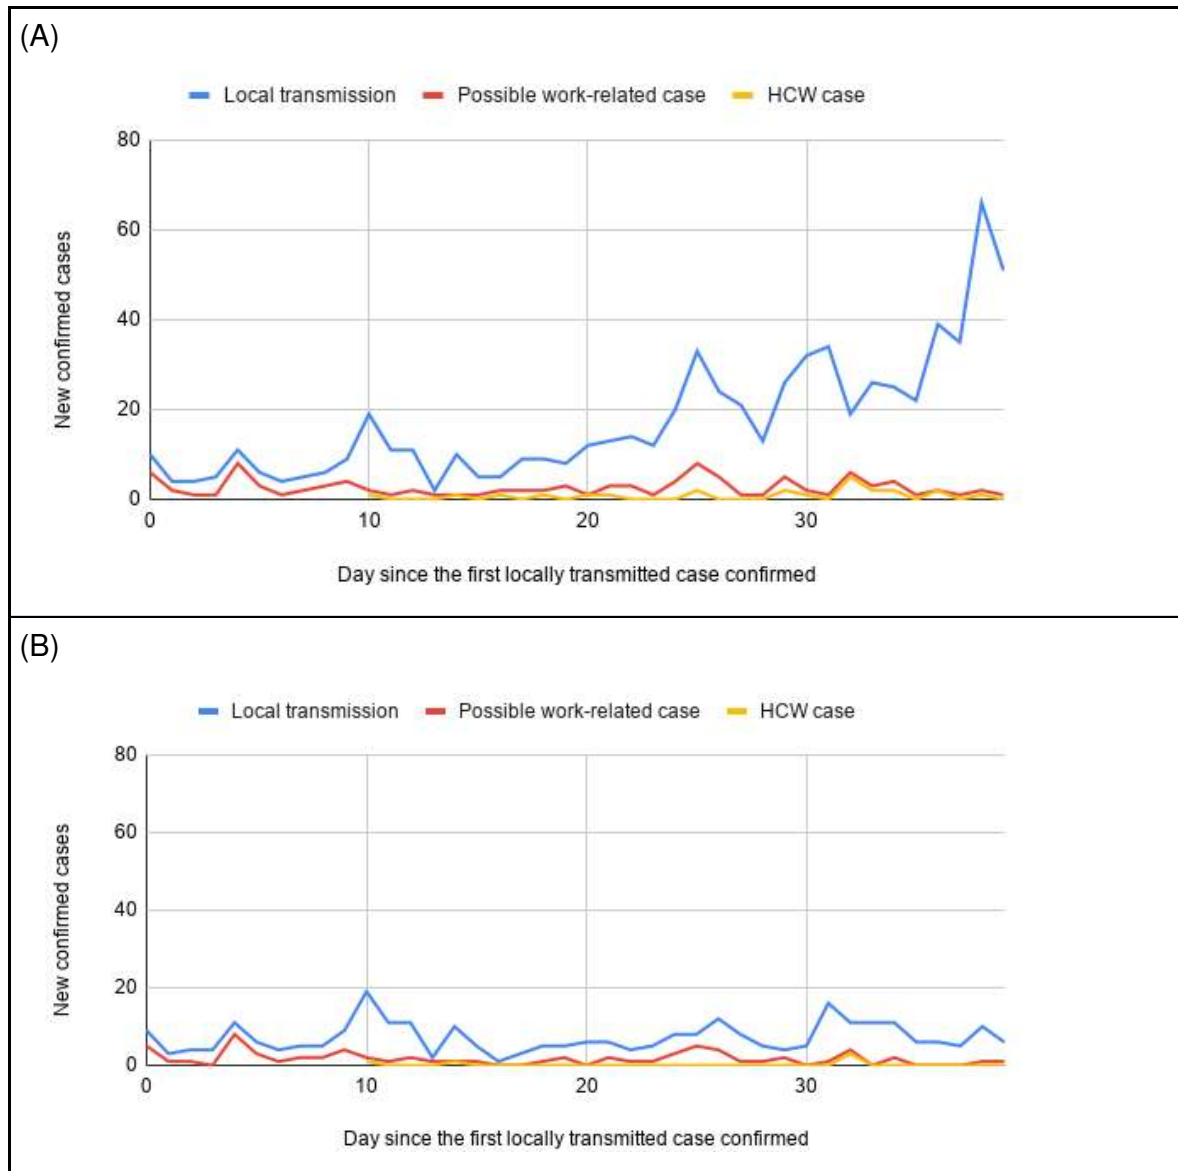 (A)
Local transmission Possible work-related case HCW case
80
60
40
20
0
New confirmed cases
0 10 20 30
Day since the first locally transmitted case confirmed
(B)
Local transmission Possible work-related case HCW case
80
60
40
20
0
New confirmed cases
0 10 20 30
Day since the first locally transmitted case confirmed